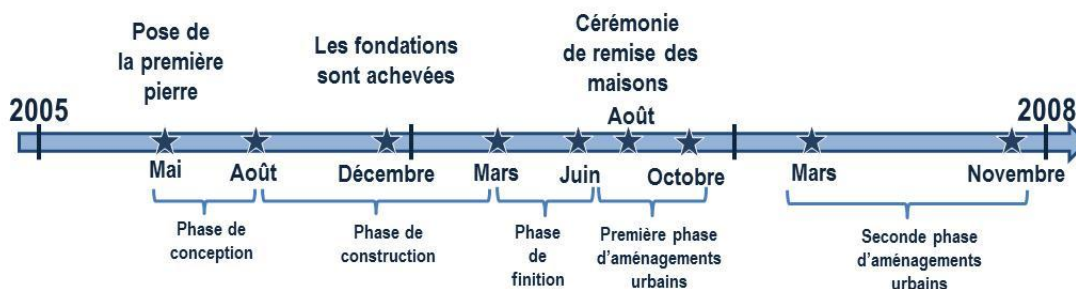 Pose de
la première
pierre
Les fondations
sont achevées
Cérémonie
de remise des
maisons
Août
2005
2008
Mai
Août
Décembre
Mars
Juin
Octobre
Mars
Novembre
Phase de
conception
Phase de
construction
Phase
de
finition
Première phase
d’aménagements
urbains
Seconde phase
d’aménagements
urbains